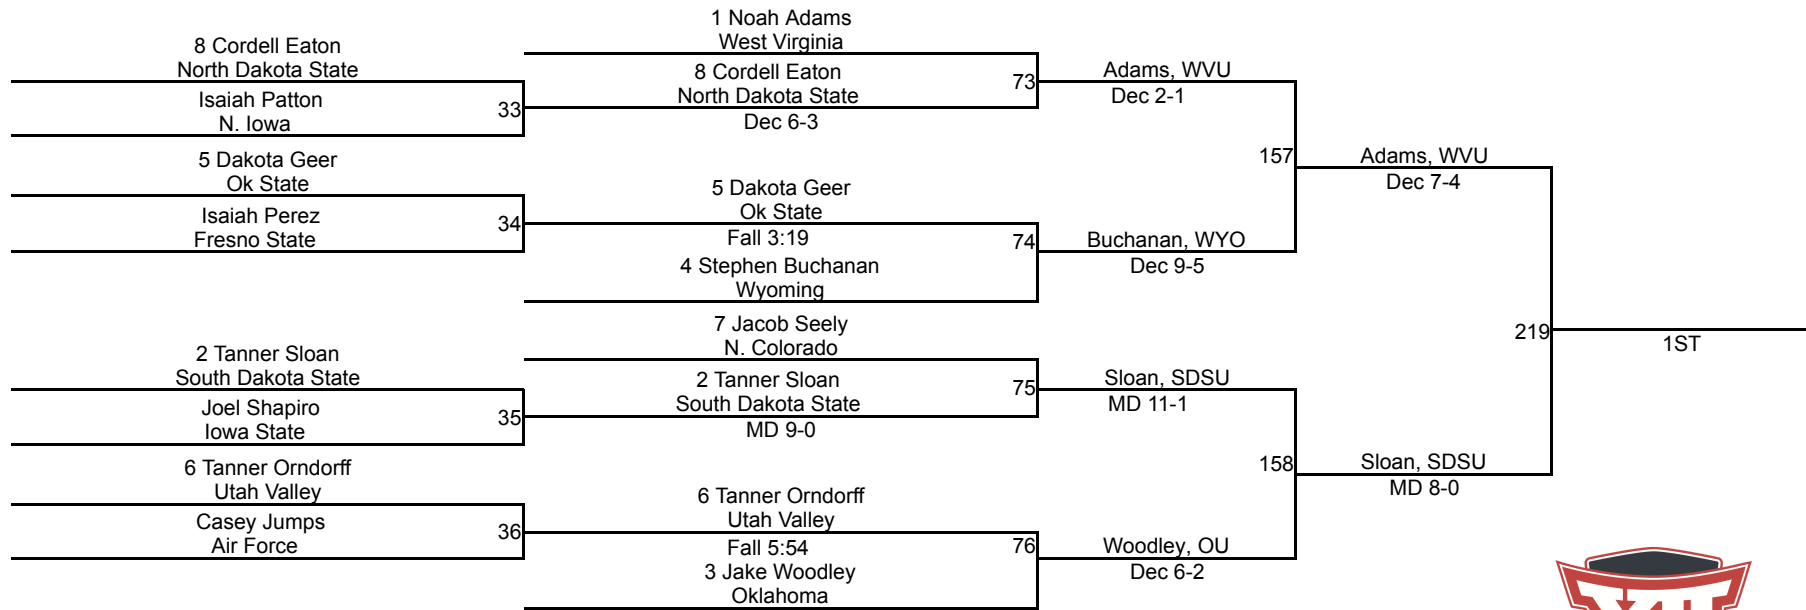 8 Cordell Eaton
North Dakota State
Isaiah Patton
N. Iowa
33
5 Dakota Geer
Ok State
Isaiah Perez
Fresno State
34
2 Tanner Sloan
South Dakota State
Joel Shapiro
Iowa State
35
6 Tanner Orndorff
Utah Valley
Casey Jumps
Air Force
36
1 Noah Adams
West Virginia
8 Cordell Eaton
North Dakota State
Dec 6-3
73
5 Dakota Geer
Ok State
Fall 3:19
4 Stephen Buchanan
Wyoming
74
7 Jacob Seely
N. Colorado
2 Tanner Sloan
South Dakota State
MD 9-0
75
6 Tanner Orndorff
Utah Valley
Fall 5:54
3 Jake Woodley
Oklahoma
76
Adams, WVU
Dec 2-1
157
Buchanan, WYO
Dec 9-5
Sloan, SDSU
MD 11-1
158
Woodley, OU
Dec 6-2
Adams, WVU
Dec 7-4
219
Sloan, SDSU
MD 8-0
1ST